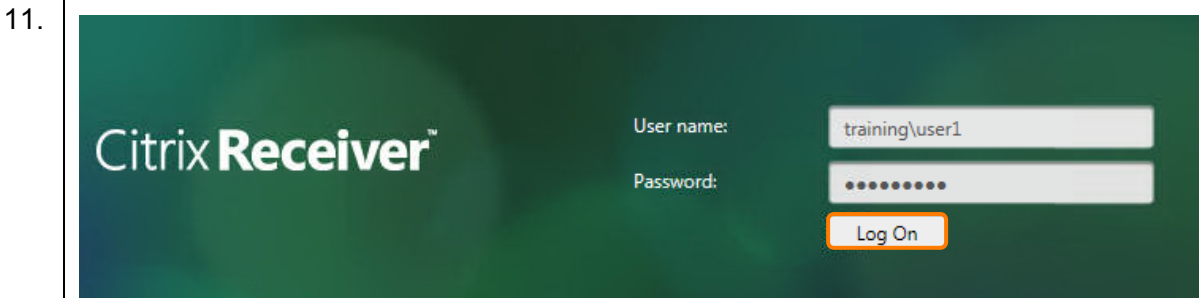 11.
Citrix Receiver™
User name:
training\user1
Password:
●●●●●●●●●
Log On